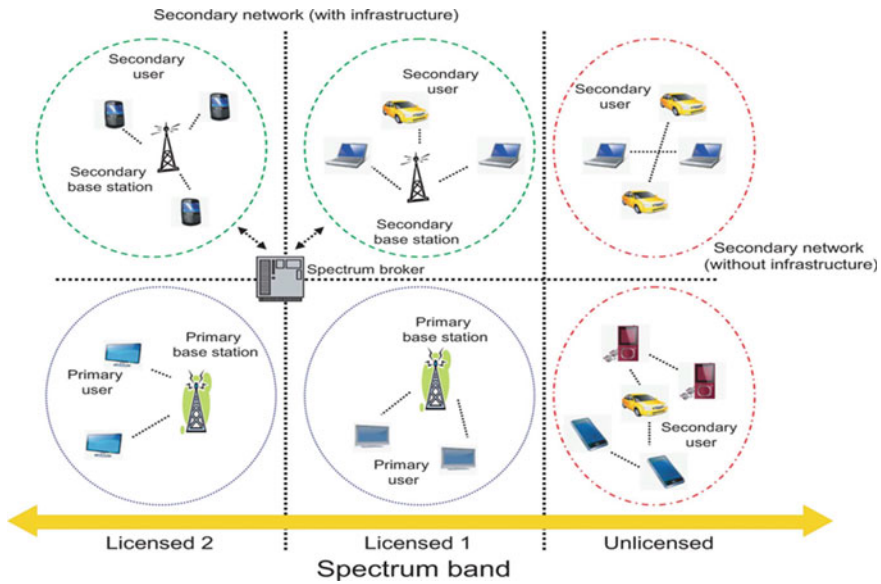 Secondary network (with infrastructure)
Secondary
user
Secondary
base station
Secondary
user
Secondary
base station
Secondary
user
Secondary network
(without infrastructure)
Spectrum broker
Primary
base station
Primary
user
Primary
base station
Primary
user
Secondary
user
Licensed 2
Licensed 1
Unlicensed
Spectrum band